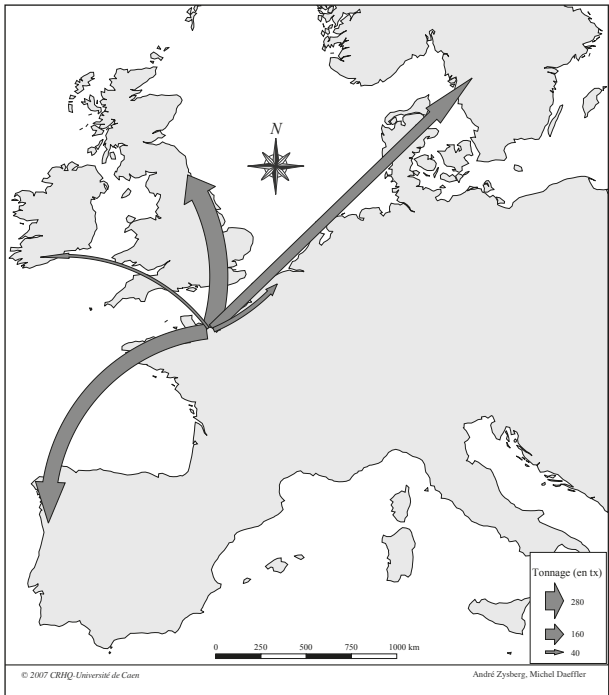 N
Tonnage (en tx)
280
160
40
0 250 500 750 1000 km
© 2007 CRHQ-Université de Caen
André Zysberg, Michel Daeffler